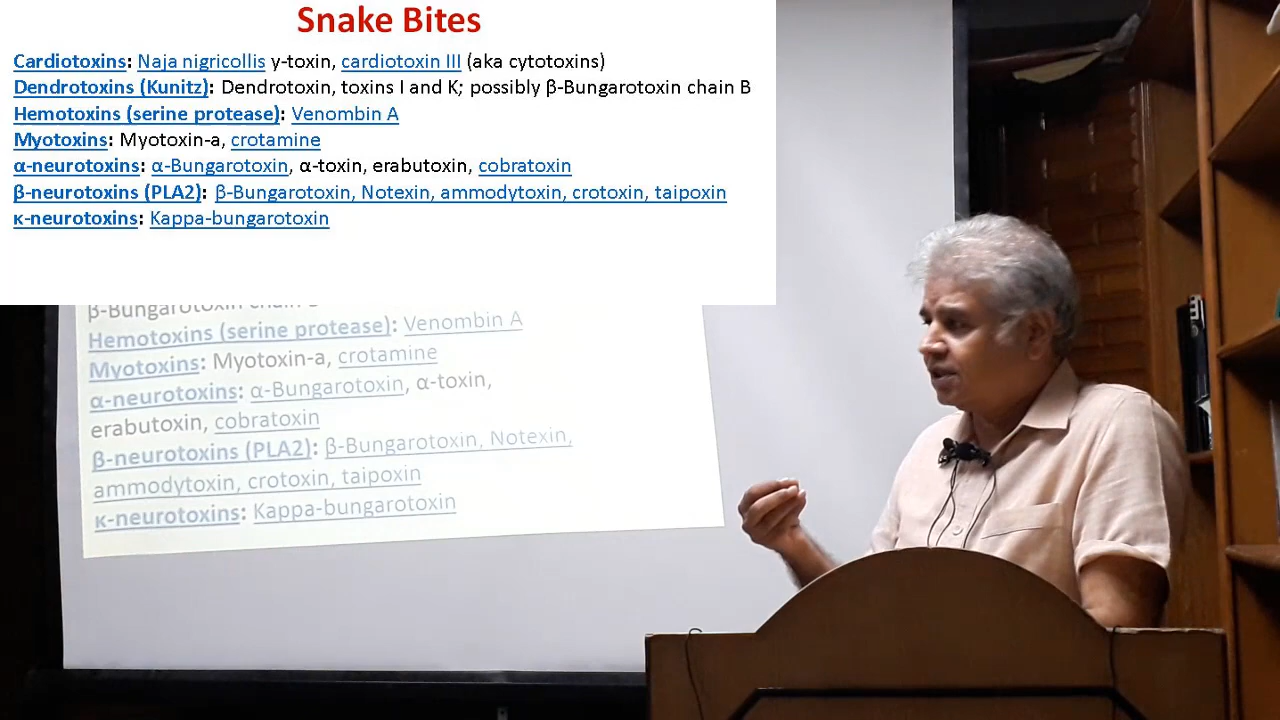 Snake Bites
Cardiotoxins: Naja nigricollis γ-toxin, cardiotoxin III (aka cytotoxins)
Dendrotoxins (Kunitz): Dendrotoxin, toxins I and K; possibly β-Bungarotoxin chain B
Hemotoxins (serine protease): Venombin A
Myotoxins: Myotoxin-a, crotamine
α-neurotoxins: α-Bungarotoxin, α-toxin, erabutoxin, cobratoxin
β-neurotoxins (PLA2): β-Bungarotoxin, Notexin, ammodytoxin, crotoxin, taipoxin
κ-neurotoxins: Kappa-bungarotoxin
β-Bungarotoxin chain B
Hemotoxins (serine protease): Venombin A
Myotoxins: Myotoxin-a, crotamine
α-neurotoxins: α-Bungarotoxin, α-toxin,
erabutoxin, cobratoxin
β-neurotoxins (PLA2): β-Bungarotoxin, Notexin,
ammodytoxin, crotoxin, taipoxin
κ-neurotoxins: Kappa-bungarotoxin